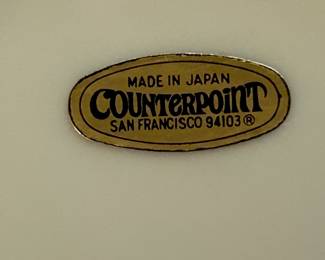 MADE IN JAPAN
COUNTERPOINT
SAN FRANCISCO 94103 ®